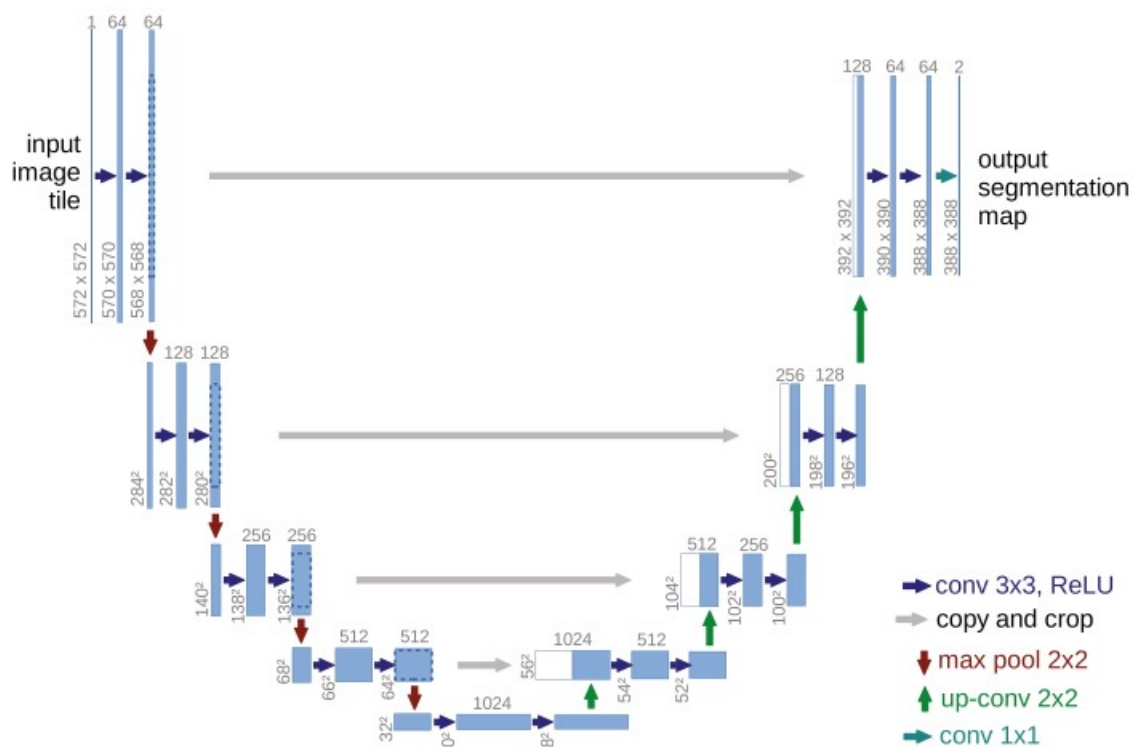 1 64 64
input
image
tile
572 x 572
570 x 570
568 x 568
128 64 64 2
output
segmentation
map
392 x 392
390 x 390
388 x 388
388 x 388
128 128
284²
282²
280²
256 128
200²
198²
196²
256 256
140²
138²
136²
512 256
104²
102²
100²
512 512
68²
66²
64²
1024 512
56²
54²
52²
1024
32²
conv 3x3, ReLU
copy and crop
max pool 2x2
up-conv 2x2
conv 1x1